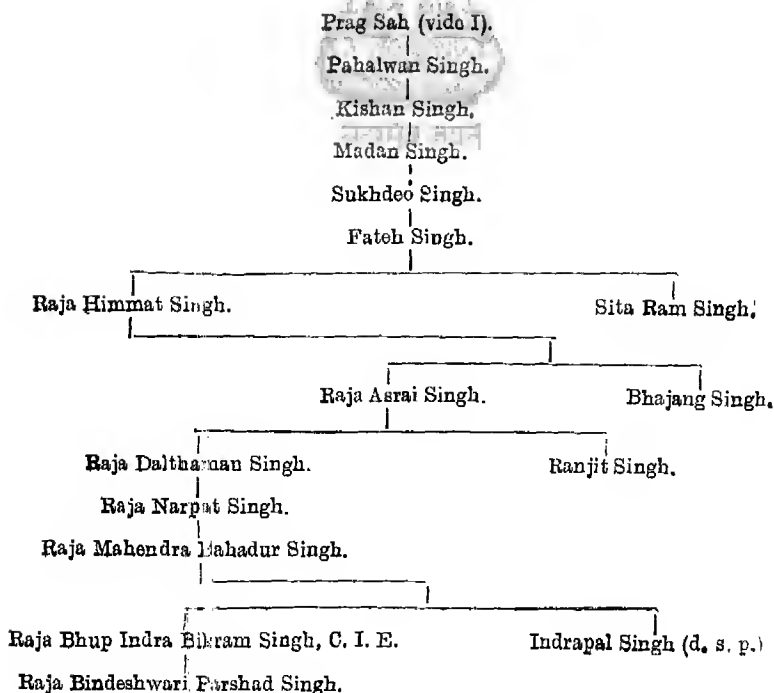 Prag Sah (vide I).
Pahalwan Singh.
Kishan Singh.
Madan Singh.
Sukhdeo Singh.
Fateh Singh.
Raja Himmat Singh. Sita Ram Singh.
Raja Asrai Singh. Bhajang Singh.
Raja Dalthaman Singh. Ranjit Singh.
Raja Narpat Singh.
Raja Mahendra Bahadur Singh.
Raja Bhup Indra Bikram Singh, C. I. E. Indrapal Singh (d. s. p.)
Raja Bindeshwari Parshad Singh.